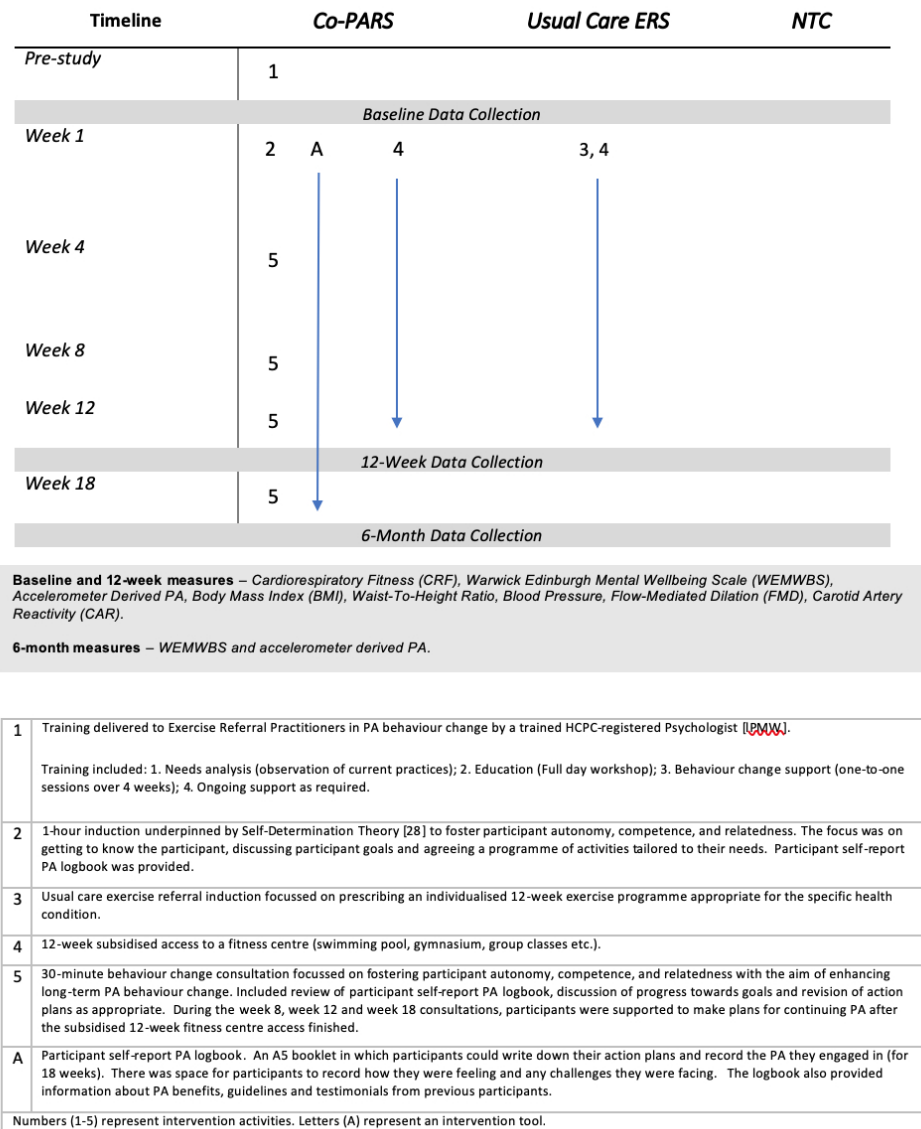 Timeline Co-PARS Usual Care ERS NTC
Pre-study
1
Baseline Data Collection
Week 1
2 A 4 3, 4
Week 4
5
Week 8
5
Week 12
5
12-Week Data Collection
Week 18
5
6-Month Data Collection
Baseline and 12-week measures – Cardiorespiratory Fitness (CRF), Warwick Edinburgh Mental Wellbeing Scale (WEMWBS),
Accelerometer Derived PA, Body Mass Index (BMI), Waist-To-Height Ratio, Blood Pressure, Flow-Mediated Dilation (FMD), Carotid Artery
Reactivity (CAR).
6-month measures – WEMWBS and accelerometer derived PA.
1 Training delivered to Exercise Referral Practitioners in PA behaviour change by a trained HCPC-registered Psychologist [PMW].
Training included: 1. Needs analysis (observation of current practices); 2. Education (Full day workshop); 3. Behaviour change support (one-to-one
sessions over 4 weeks); 4. Ongoing support as required.
2 1-hour induction underpinned by Self-Determination Theory [28] to foster participant autonomy, competence, and relatedness. The focus was on
getting to know the participant, discussing participant goals and agreeing a programme of activities tailored to their needs. Participant self-report
PA logbook was provided.
3 Usual care exercise referral induction focussed on prescribing an individualised 12-week exercise programme appropriate for the specific health
condition.
4 12-week subsidised access to a fitness centre (swimming pool, gymnasium, group classes etc.).
5 30-minute behaviour change consultation focussed on fostering participant autonomy, competence, and relatedness with the aim of enhancing
long-term PA behaviour change. Included review of participant self-report PA logbook, discussion of progress towards goals and revision of action
plans as appropriate. During the week 8, week 12 and week 18 consultations, participants were supported to make plans for continuing PA after
the subsidised 12-week fitness centre access finished.
A Participant self-report PA logbook. An A5 booklet in which participants could write down their action plans and record the PA they engaged in (for
18 weeks). There was space for participants to record how they were feeling and any challenges they were facing. The logbook also provided
information about PA benefits, guidelines and testimonials from previous participants.
Numbers (1-5) represent intervention activities. Letters (A) represent an intervention tool.